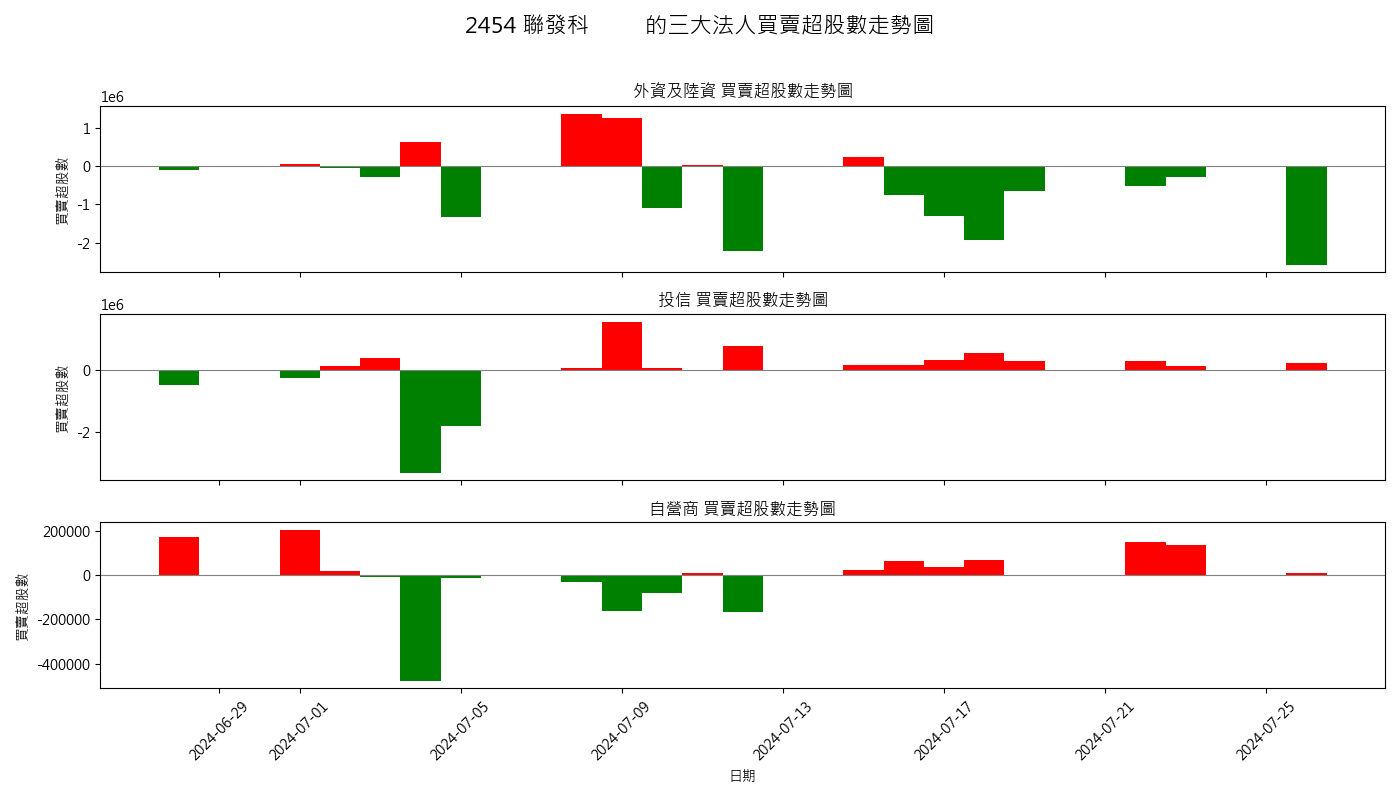 2454 聯發科 的三大法人買賣超股數走勢圖
外資及陸資 買賣超股數走勢圖
1e6
1
0
-1
-2
買賣超股數
投信 買賣超股數走勢圖
1e6
0
-2
買賣超股數
自營商 買賣超股數走勢圖
200000
0
-200000
-400000
買賣超股數
2024-06-29
2024-07-01
2024-07-05
2024-07-09
2024-07-13
2024-07-17
2024-07-21
2024-07-25
日期